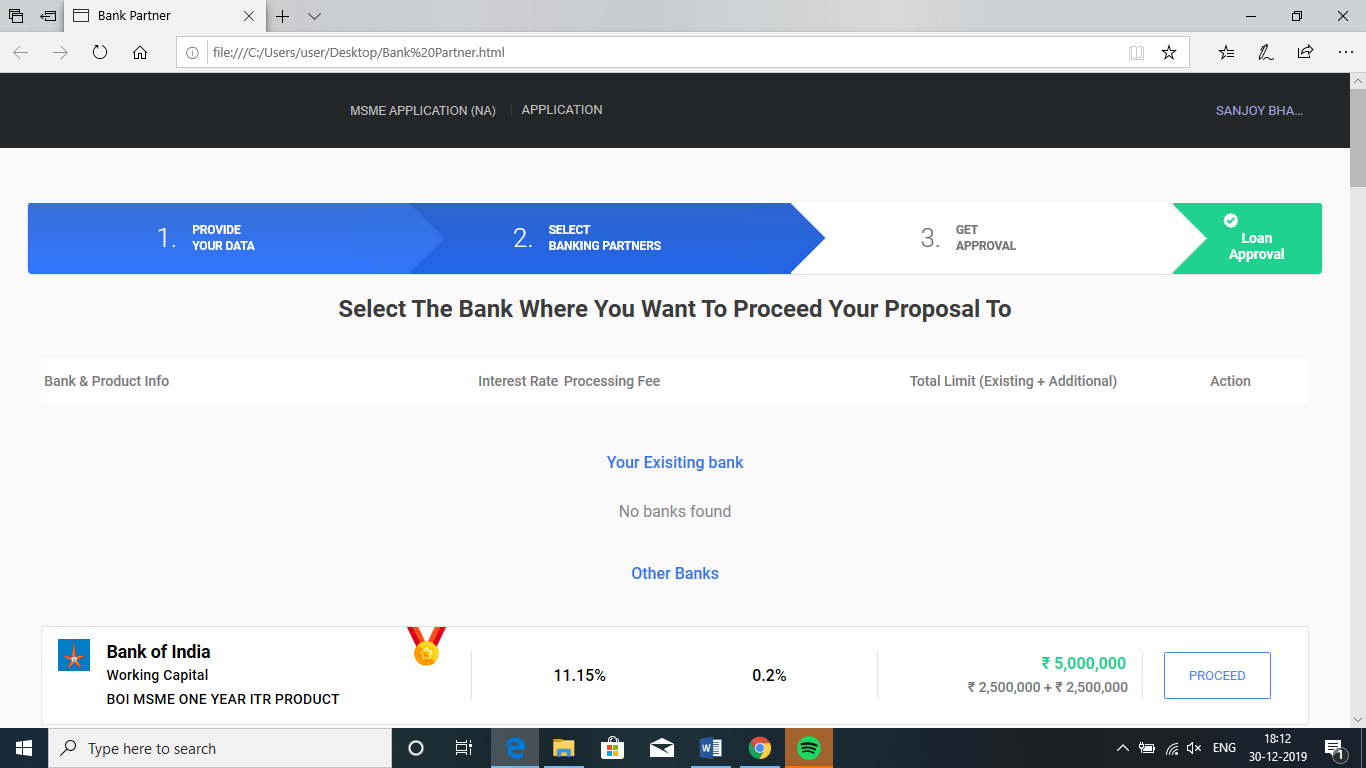 Bank Partner
file:///C:/Users/user/Desktop/Bank%20Partner.html
MSME APPLICATION (NA) APPLICATION SANJOY BHA...
1. PROVIDE YOUR DATA
2. SELECT BANKING PARTNERS
3. GET APPROVAL
Loan Approval
Select The Bank Where You Want To Proceed Your Proposal To
Bank & Product Info Interest Rate Processing Fee Total Limit (Existing + Additional) Action
Your Exisiting bank
No banks found
Other Banks
Bank of India
Working Capital
BOI MSME ONE YEAR ITR PRODUCT
11.15% 0.2%
₹ 5,000,000
₹ 2,500,000 + ₹ 2,500,000
PROCEED
Type here to search
ENG
18:12
30-12-2019
1